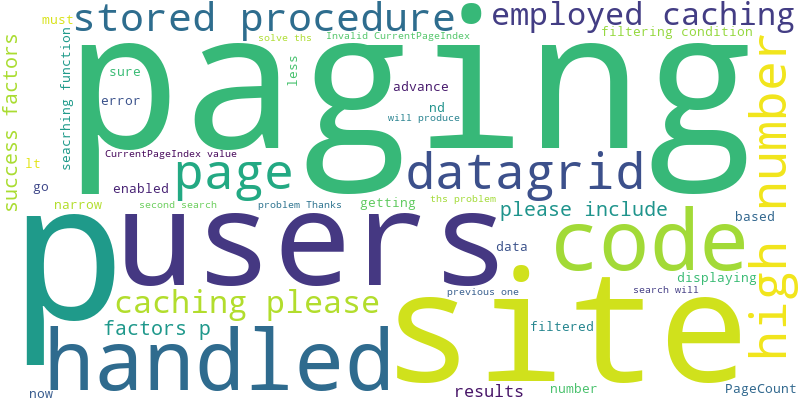 must
stored procedure
employed caching
solve ths
Invalid CurrentPageIndex
filtering condition
success factors
seacrhing function
sure
error
paging
less
advance
nd
will produce
high number
CurrentPageIndex value
lt
go
enabled
page
datagrid
narrow
second search
problem Thanks
getting
ths problem
please include
based
p
users
code
data
displaying
caching please
previous one
site
search will
factors p
handled
filtered
now
results
number
PageCount